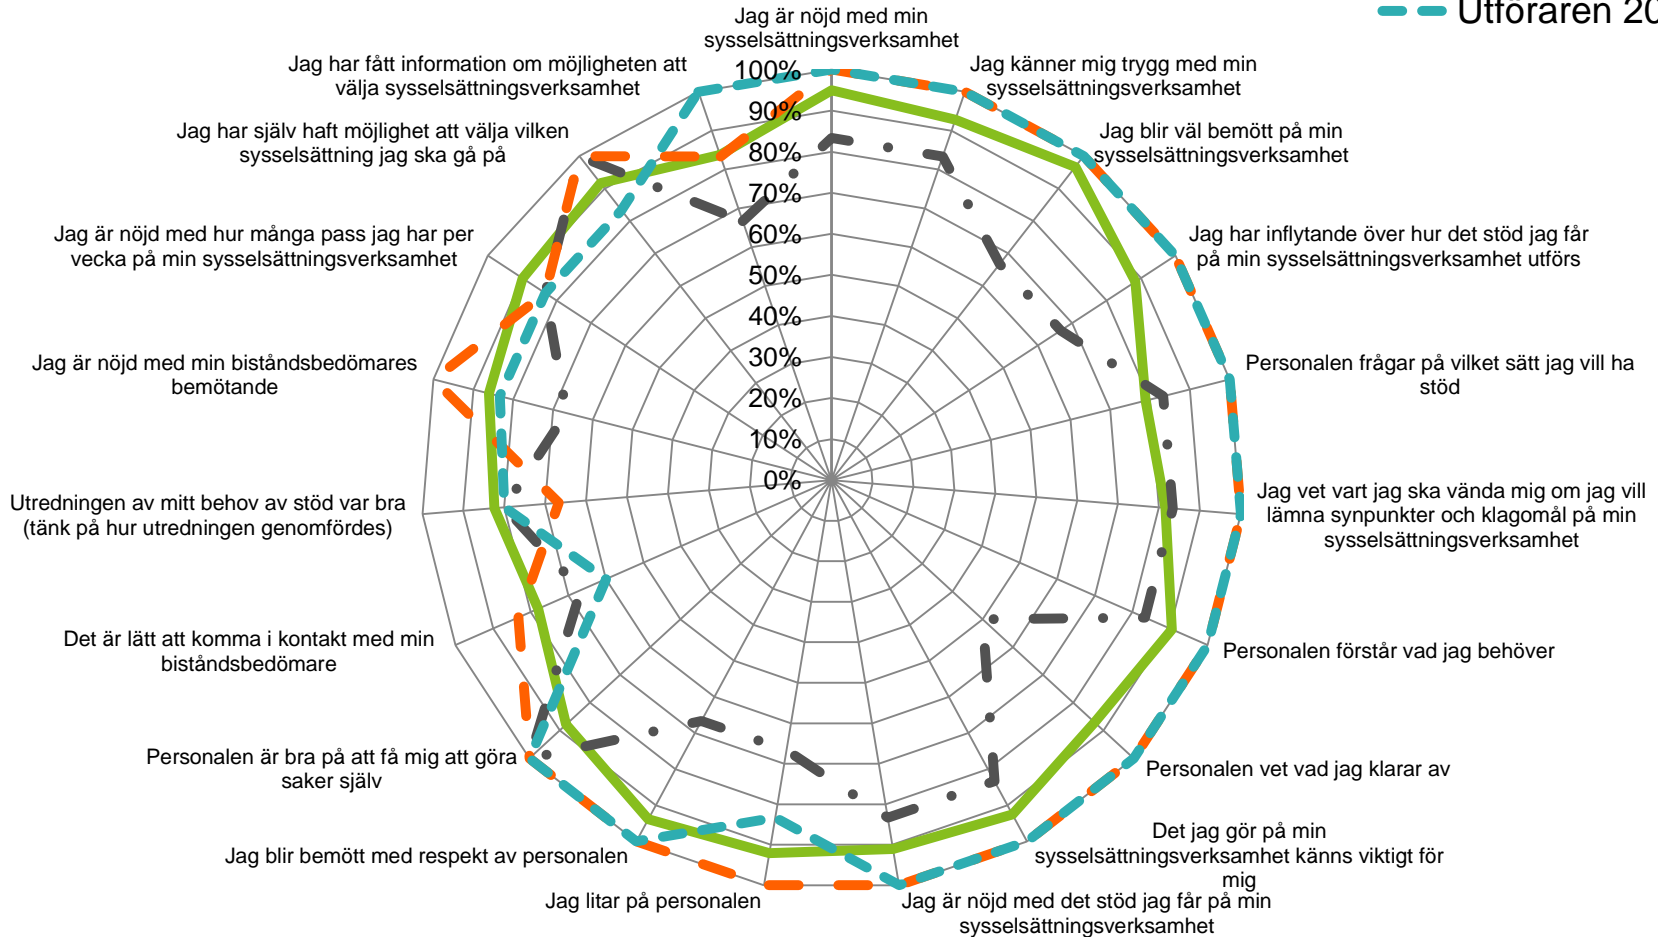 Utföraren 20
Jag är nöjd med min
sysselsättningsverksamhet
Jag känner mig trygg med min
sysselsättningsverksamhet
Jag blir väl bemött på min
sysselsättningsverksamhet
Jag har inflytande över hur det stöd jag får
på min sysselsättningsverksamhet utförs
Personalen frågar på vilket sätt jag vill ha
stöd
Jag vet vart jag ska vända mig om jag vill
lämna synpunkter och klagomål på min
sysselsättningsverksamhet
Personalen förstår vad jag behöver
Personalen vet vad jag klarar av
Det jag gör på min
sysselsättningsverksamhet känns viktigt för
mig
Jag är nöjd med det stöd jag får på min
sysselsättningsverksamhet
Jag litar på personalen
Jag blir bemött med respekt av personalen
Personalen är bra på att få mig att göra
saker själv
Det är lätt att komma i kontakt med min
biståndsbedömare
Utredningen av mitt behov av stöd var bra
(tänk på hur utredningen genomfördes)
Jag är nöjd med min biståndsbedömares
bemötande
Jag är nöjd med hur många pass jag har per
vecka på min sysselsättningsverksamhet
Jag har själv haft möjlighet att välja vilken
sysselsättning jag ska gå på
Jag har fått information om möjligheten att
välja sysselsättningsverksamhet
100%
90%
80%
70%
60%
50%
40%
30%
20%
10%
0%